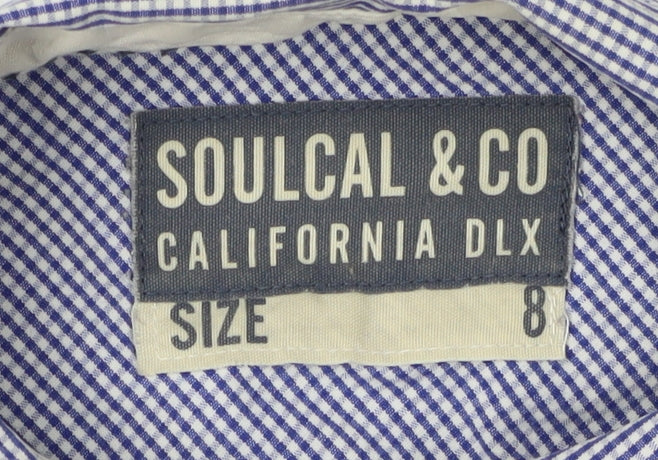 SOULCAL & CO
CALIFORNIA DLX
SIZE 8